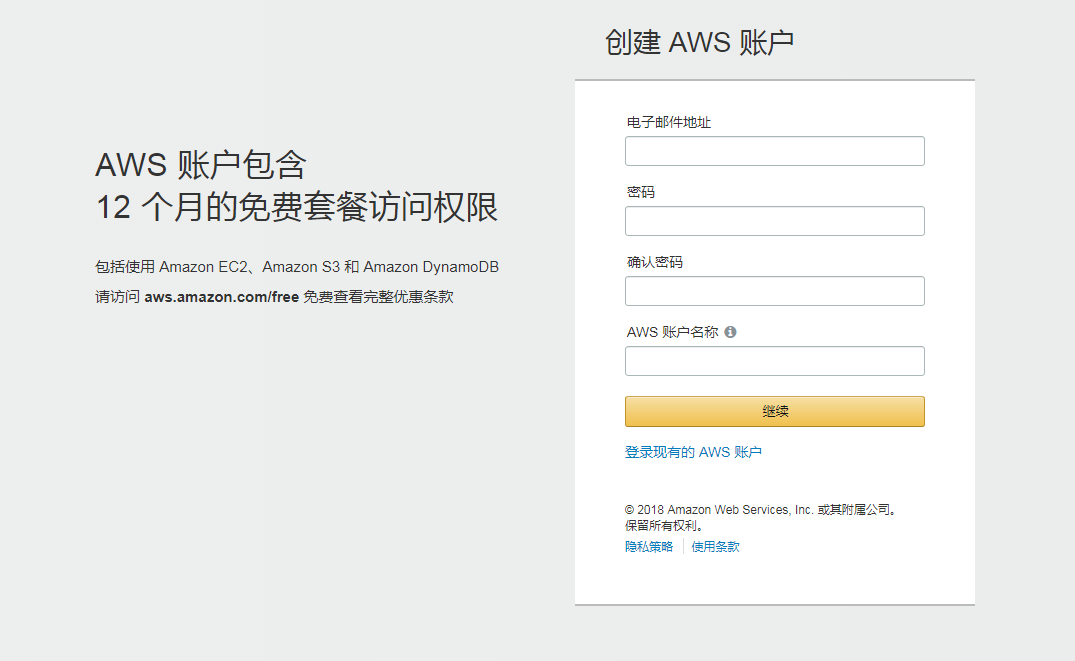 创建 AWS 账户
AWS 账户包含
12 个月的免费套餐访问权限
包括使用 Amazon EC2、Amazon S3 和 Amazon DynamoDB
请访问 aws.amazon.com/free 免费查看完整优惠条款
电子邮件地址
密码
确认密码
AWS 账户名称
继续
登录现有的 AWS 账户
© 2018 Amazon Web Services, Inc. 或其附属公司。
保留所有权利。
隐私策略 使用条款